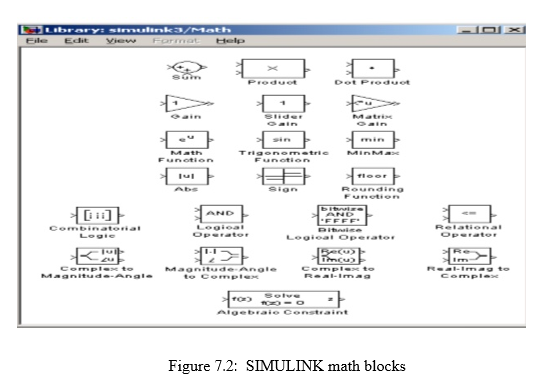 Library: simulink3/Math
File Edit View Format Help
Sum
×
Product
Dot Product
1
Gain
1
Slider
Gain
u
Matrix
Gain
e^u
Math
Function
sin
Trigonometric
Function
min
MinMax
|u|
Abs
Sign
floor
Rounding
Function
[:::]
Combinatorial
Logic
AND
Logical
Operator
bitwise
AND
'FFFF'
Bitwise
Logical Operator
<=
Relational
Operator
|u|
∠u
Complex to
Magnitude-Angle
Magnitude-Angle
to Complex
Re(u)
Im(u)
Complex to
Real-Imag
Re
Im
Real-Imag to
Complex
f(z) Solve f(z) = 0 z
Algebraic Constraint
Figure 7.2: SIMULINK math blocks